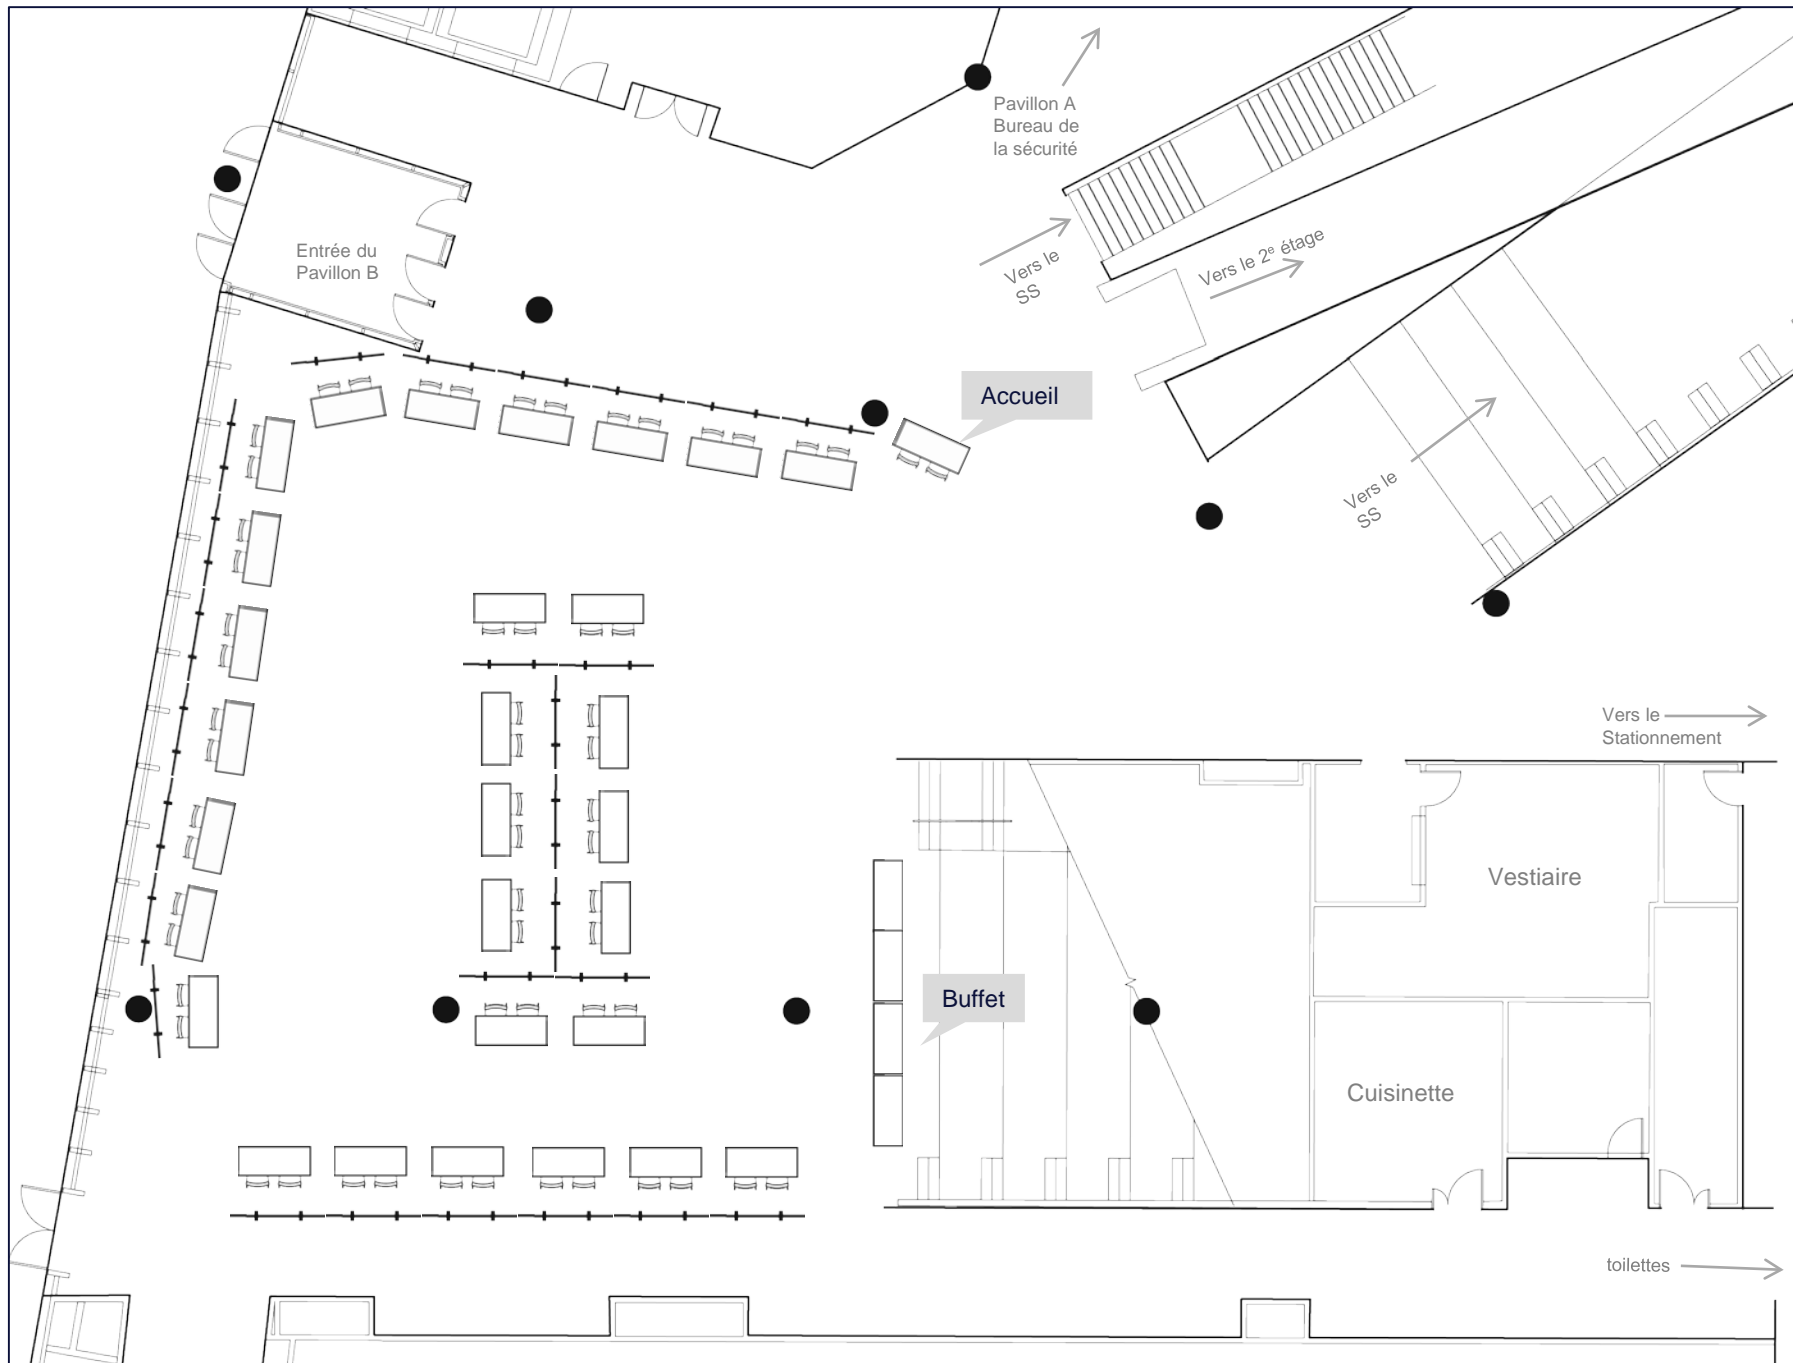 Pavillon A
Bureau de
la sécurité
Entrée du
Pavillon B
Vers le
SS
Vers le 2e étage
Accueil
Vers le
SS
Vers le
Stationnement
Vestiaire
Buffet
Cuisinette
toilettes